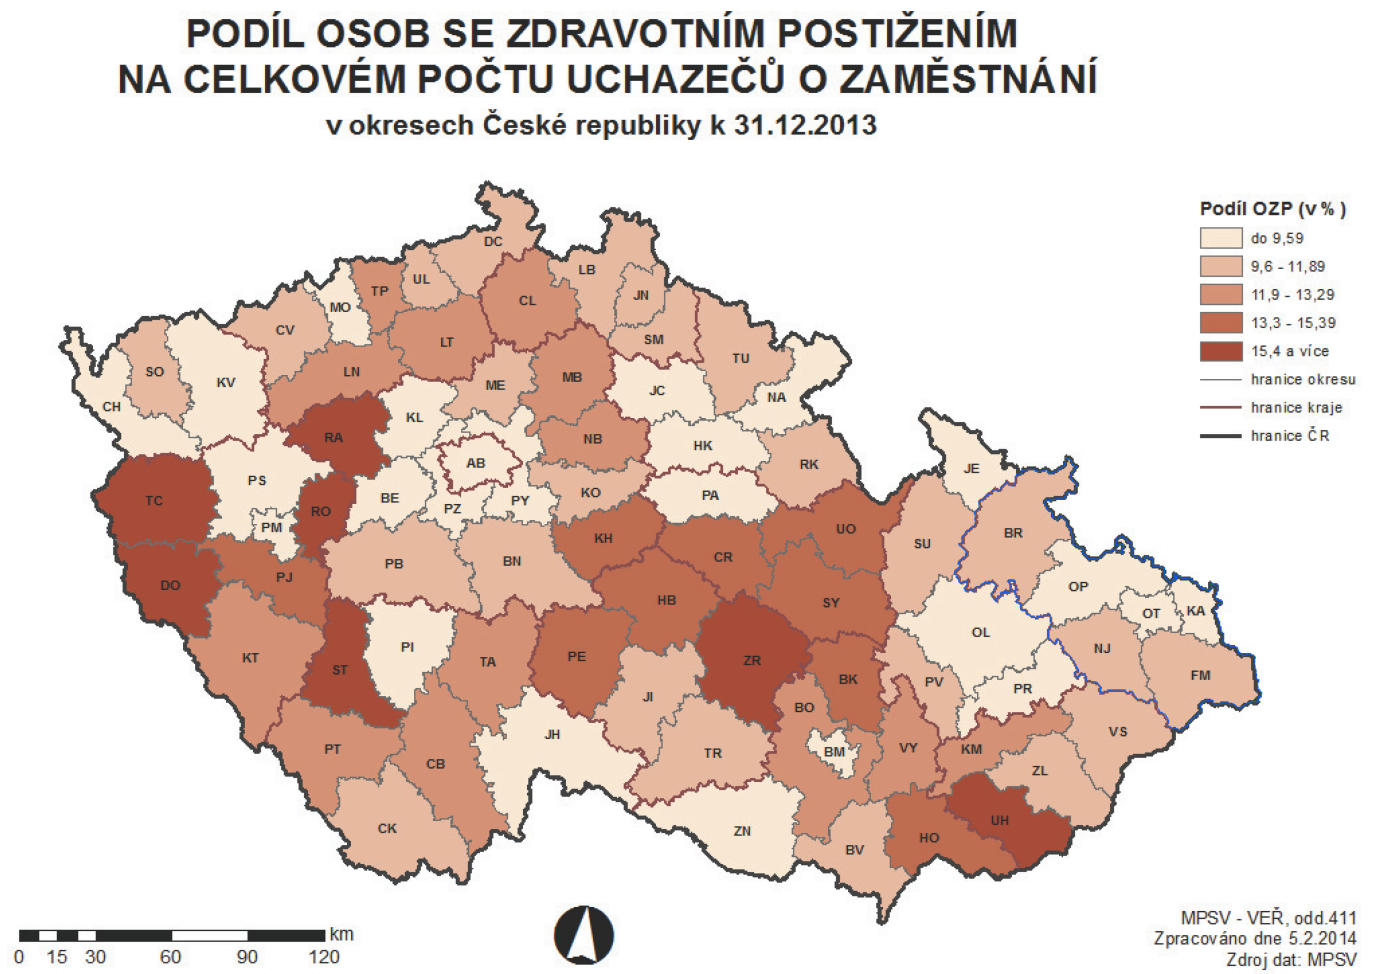 PODÍL OSOB SE ZDRAVOTNÍM POSTIŽENÍM
NA CELKOVÉM POČTU UCHAZEČŮ O ZAMĚSTNÁNÍ
v okresech České republiky k 31.12.2013
Podíl OZP (v %)
do 9,59
9,6 - 11,89
11,9 - 13,29
13,3 - 15,39
15,4 a více
hranice okresu
hranice kraje
hranice ČR
DC
LB
UL
TP
MO
CL
JN
CV
LT
SM
TU
SO
LN
KV
ME
MB
JC
NA
CH
KL
RA
NB
HK
AB
RK
JE
PS
TC
BE
PZ
PY
KO
PA
RO
PM
UO
BR
KH
SU
CR
PB
BN
PJ
DO
OP
HB
SY
OT
KA
OL
PI
NJ
KT
ST
TA
PE
ZR
BK
FM
PV
PR
JI
BO
JH
VS
PT
TR
BM
VY
KM
CB
ZL
UH
CK
ZN
HO
BV
km
0 15 30 60 90 120
MPSV - VEŘ, odd.411
Zpracováno dne 5.2.2014
Zdroj dat: MPSV